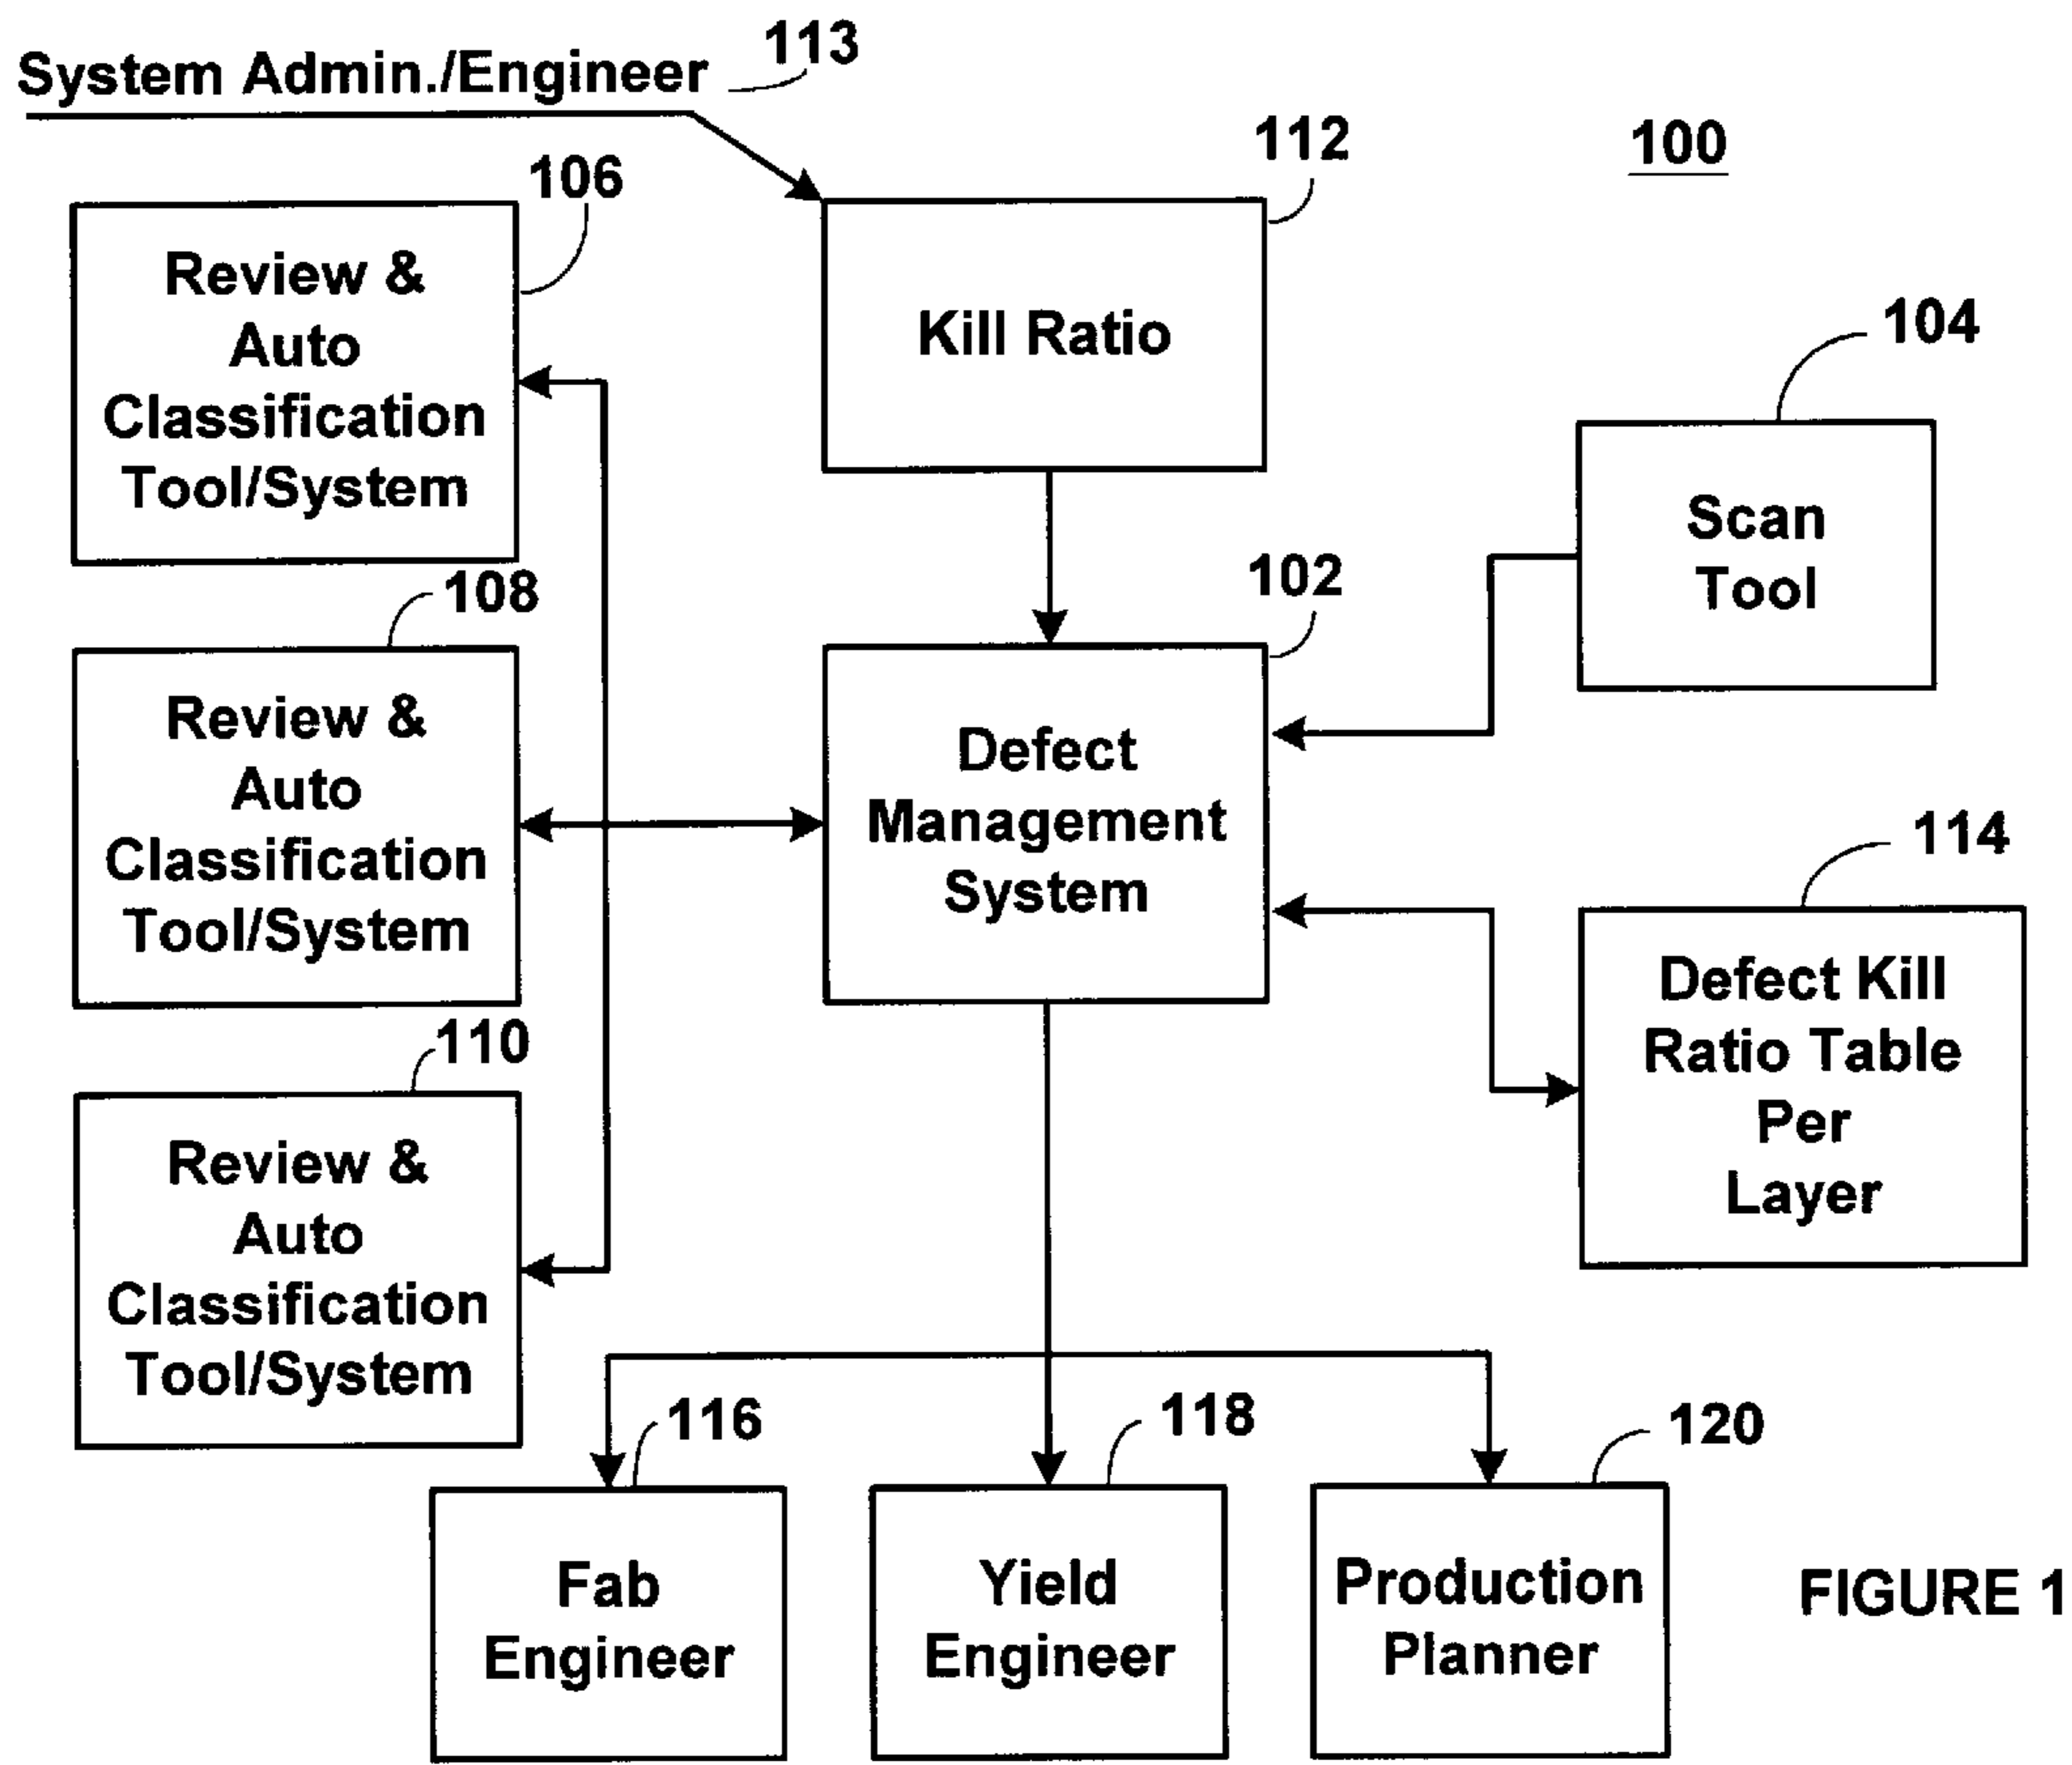 System Admin./Engineer
113
112
100
106
Review &
Auto
Classification
Tool/System
Kill Ratio
104
Scan
Tool
108
Review &
Auto
Classification
Tool/System
102
Defect
Management
System
114
Defect Kill
Ratio Table
Per
Layer
110
Review &
Auto
Classification
Tool/System
116
118
120
Fab
Engineer
Yield
Engineer
Production
Planner
FIGURE 1